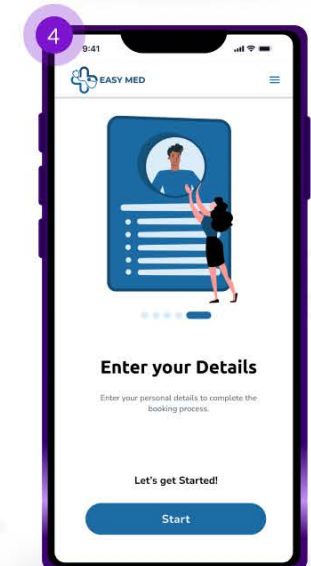 4
9:41
EASY MED
Enter your Details
Enter your personal details to complete the
booking process.
Let's get Started!
Start